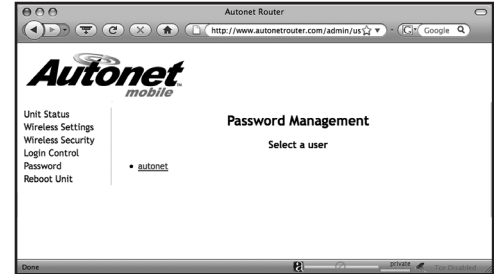 Autonet Router
http://www.autonetrouter.com/admin/us
Google
Autonet
mobile
Unit Status
Wireless Settings
Wireless Security
Login Control
Password
Reboot Unit
Password Management
Select a user
autonet
Done
private
Tor Disabled